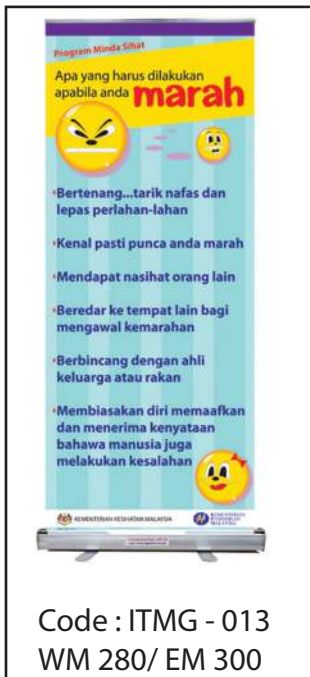 Program Minda Sihat
Apa yang harus dilakukan
apabila anda marah
Bertenang...tarik nafas dan
lepas perlahan-lahan
Kenal pasti punca anda marah
Mendapat nasihat orang lain
Beredar ke tempat lain bagi
mengawal kemarahan
Berbincang dengan ahli
keluarga atau rakan
Membiasakan diri memaafkan
dan menerima kenyataan
bahawa manusia juga
melakukan kesalahan
KEMENTERIAN KESIHATAN MALAYSIA
KEMENTERIAN
PENDIDIKAN
MALAYSIA
Code : ITMG - 013
WM 280/ EM 300